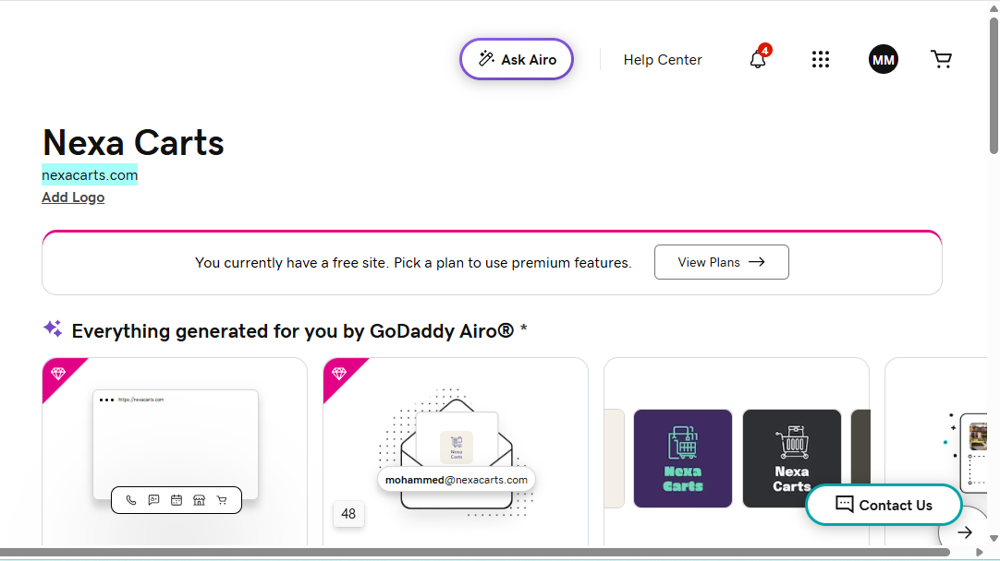 Ask Airo
Help Center
4
MM
Nexa Carts
nexacarts.com
Add Logo
You currently have a free site. Pick a plan to use premium features.
View Plans
Everything generated for you by GoDaddy Airo® *
https://nexacarts.com
Nexa
Carts
mohammed@nexacarts.com
48
Nexa
Carts
Nexa
Carts
Contact Us